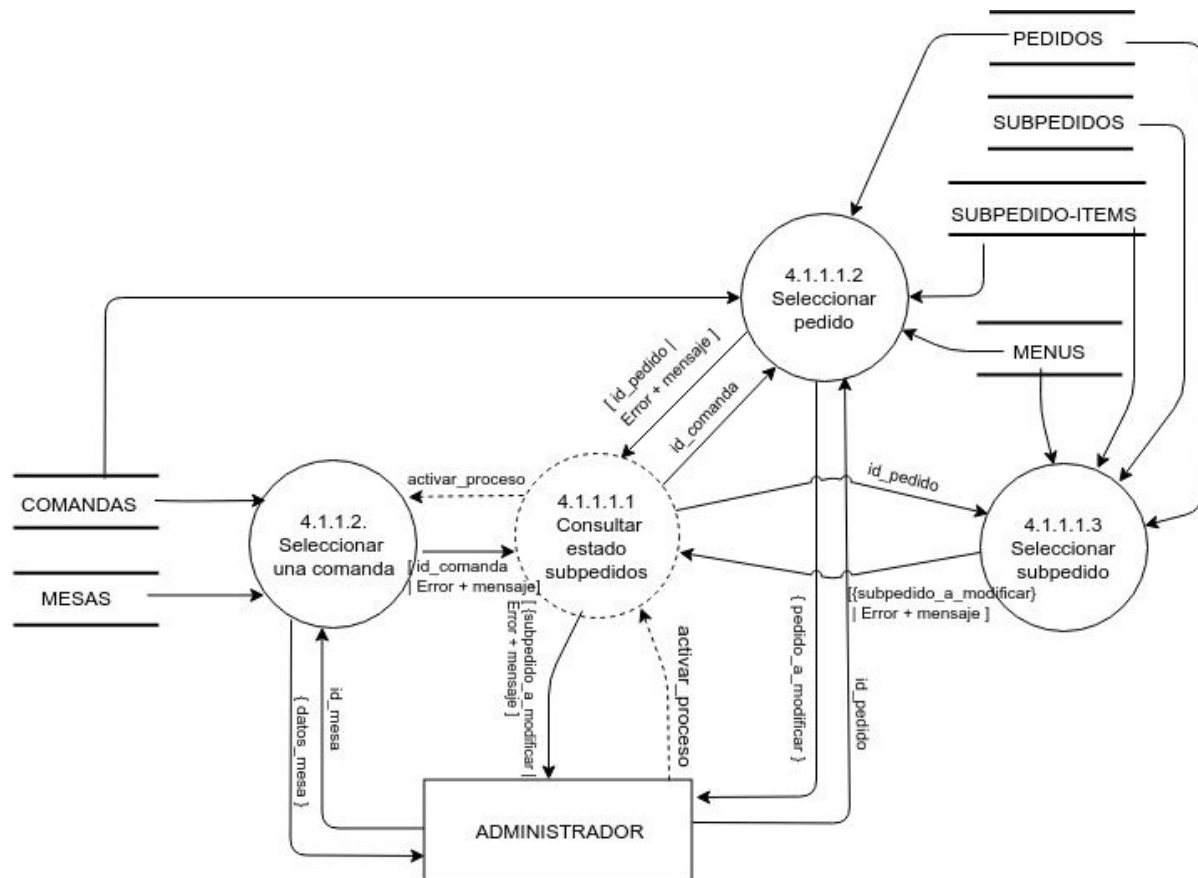 PEDIDOS
SUBPEDIDOS
SUBPEDIDO-ITEMS
4.1.1.1.2
Seleccionar
pedido
MENUS
[ id_pedido |
Error + mensaje ]
id_comanda
COMANDAS
MESAS
4.1.1.2.
Seleccionar
una comanda
activar_proceso
4.1.1.1.1
Consultar
estado
subpedidos
id_pedido
4.1.1.1.3
Seleccionar
subpedido
[ id_comanda
| Error + mensaje]
[{subpedido_a_modificar}
| Error + mensaje ]
{ datos_mesa }
id_mesa
[ {subpedido_a_modificar |
Error + mensaje ]
activar_proceso
{ pedido_a_modificar }
id_pedido
ADMINISTRADOR